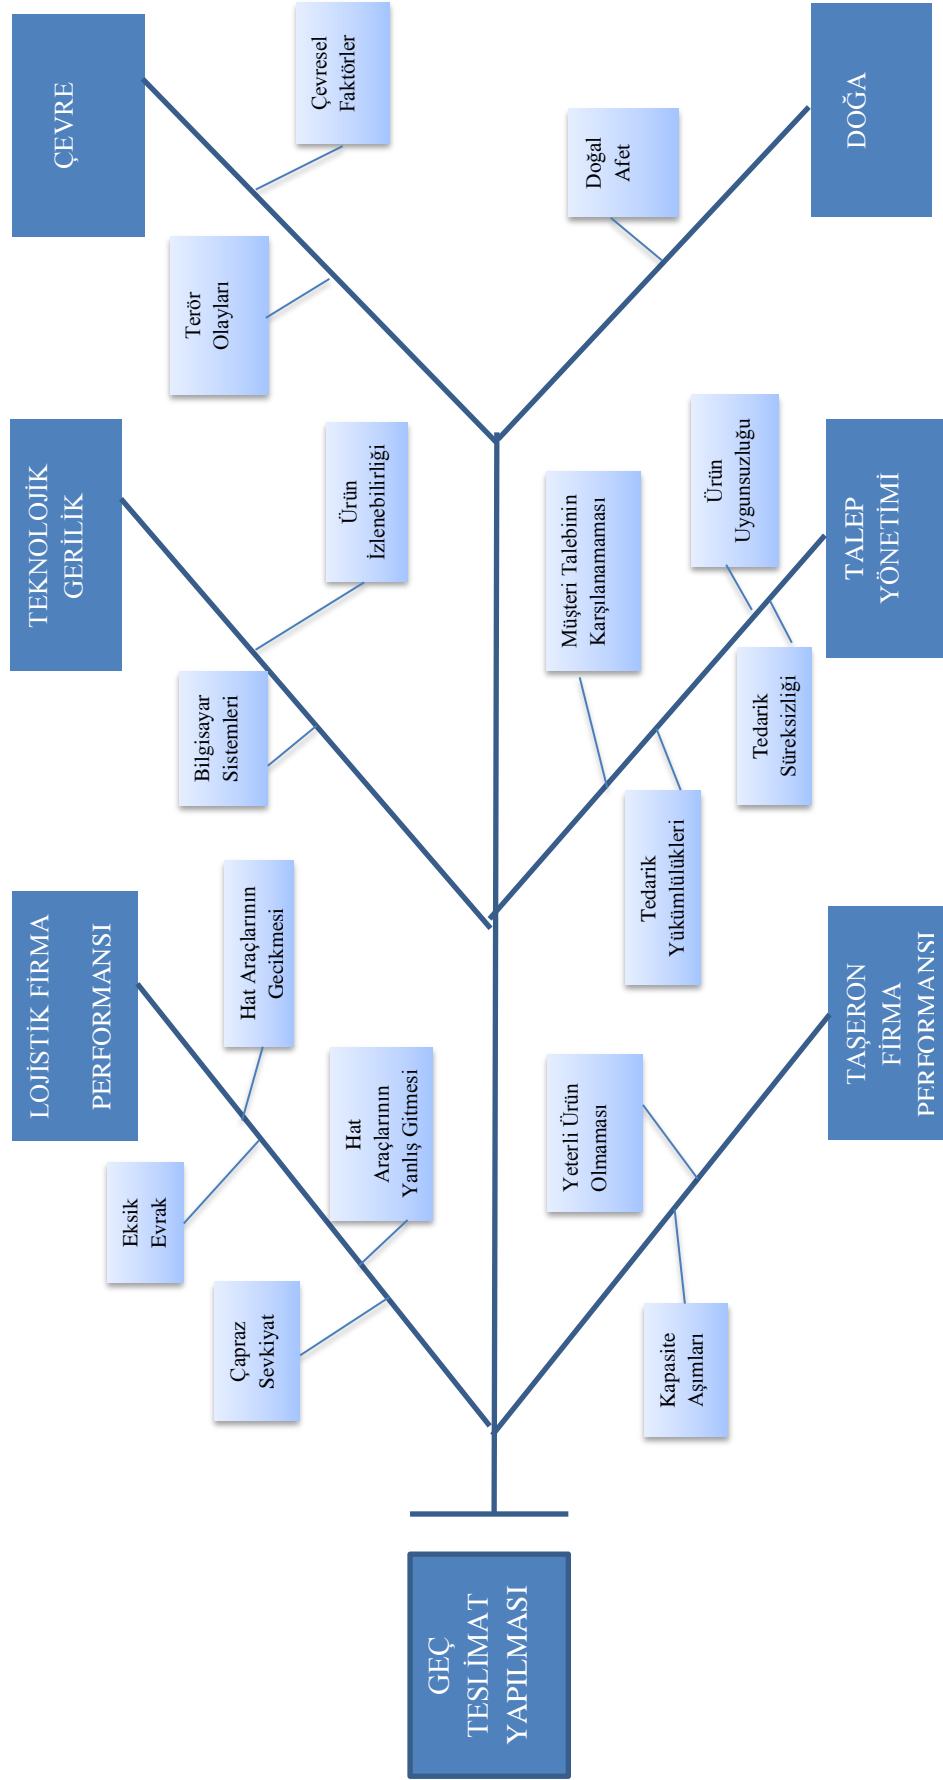 LOJİSTİK FİRMA
PERFORMANSI
TEKNOLOJİK
GERİLİK
ÇEVRE
Eksik
Evrak
Hat Araçlarının
Gecikmesi
Çapraz
Sevkiyat
Hat
Araçlarının
Yanlış Gitmesi
Bilgisayar
Sistemleri
Ürün
İzlenebilirliği
Terör
Olayları
Çevresel
Faktörler
GEÇ
TESLİMAT
YAPILMASI
Yeterli Ürün
Olmaması
Kapasite
Aşımları
Müşteri Talebinin
Karşılanamaması
Tedarik
Yükümlülükleri
Ürün
Uygunsuzluğu
Tedarik
Süreksizliği
Doğal
Afet
TAŞERON
FİRMA
PERFORMANSI
TALEP
YÖNETİMİ
DOĞA